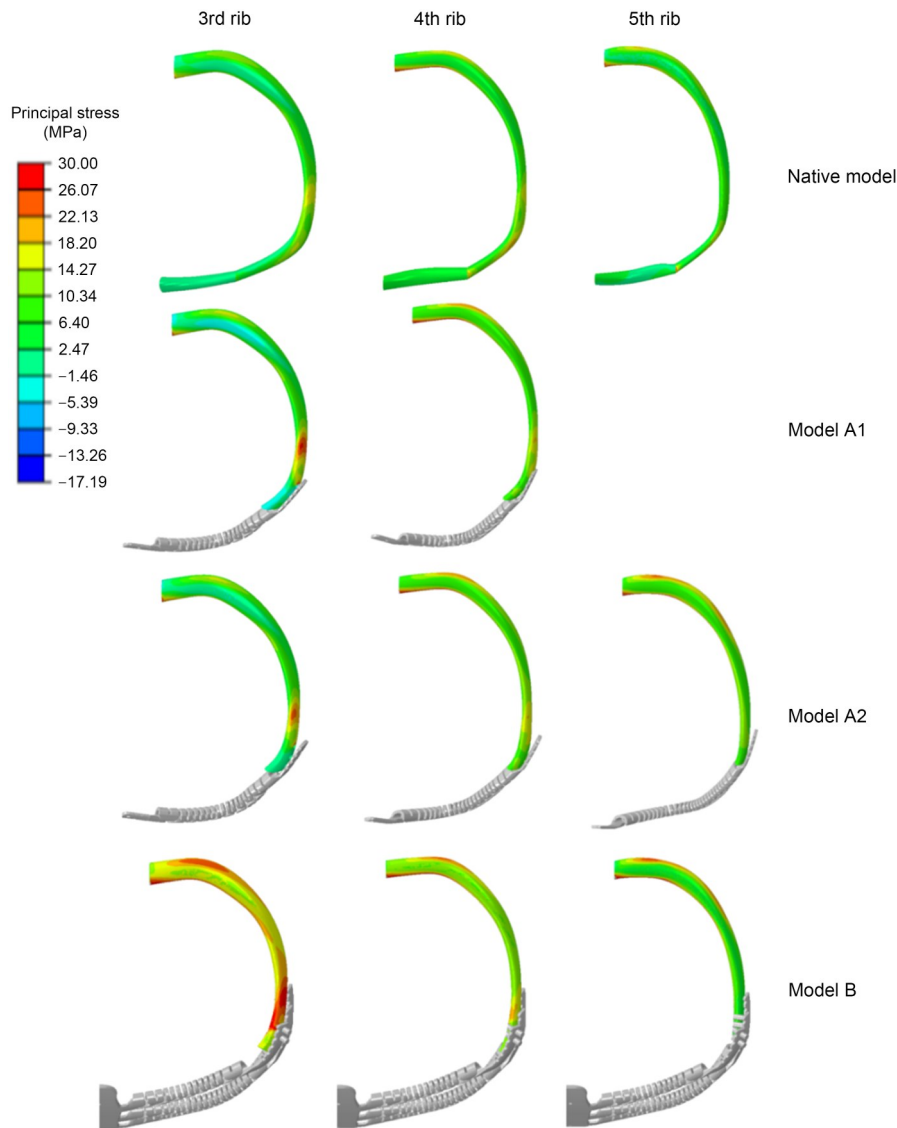 3rd rib
4th rib
5th rib
Principal stress
(MPa)
30.00
26.07
22.13
18.20
14.27
10.34
6.40
2.47
−1.46
−5.39
−9.33
−13.26
−17.19
Native model
Model A1
Model A2
Model B